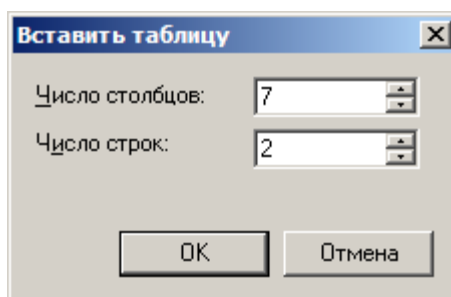 Вставить таблицу
Число столбцов: 7
Число строк: 2
OK Отмена